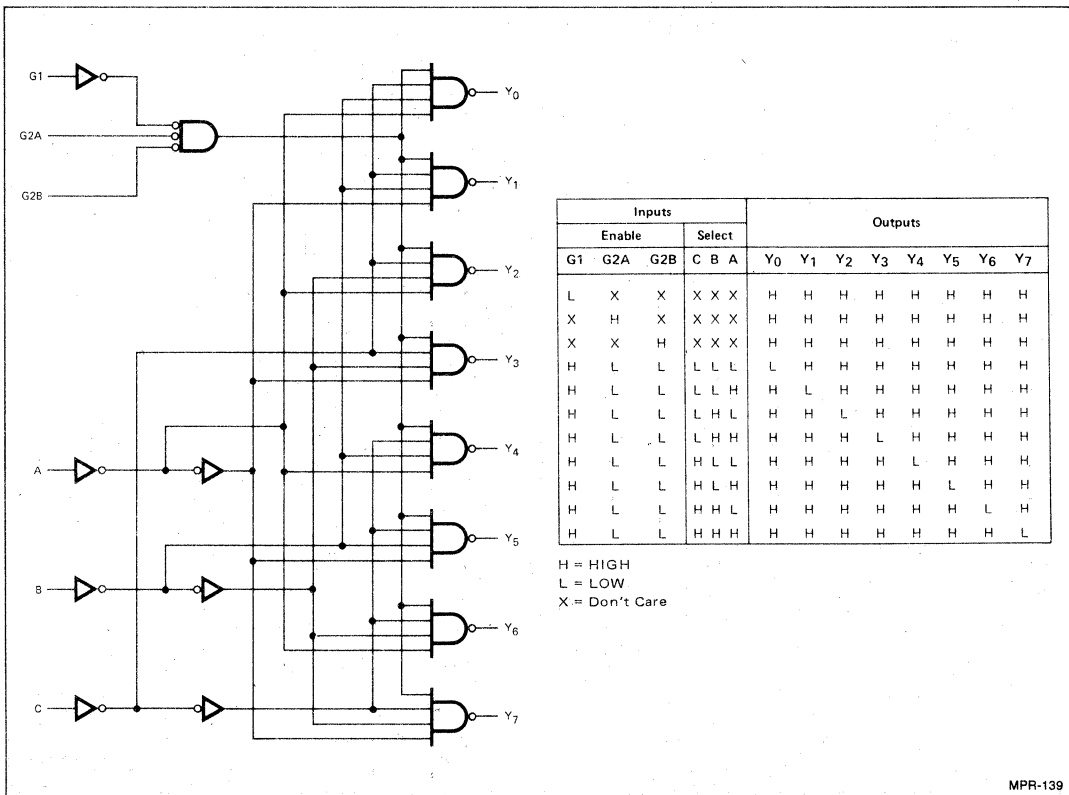 G1
G2A
G2B
A
B
C
Y0
Y1
Y2
Y3
Y4
Y5
Y6
Y7
Inputs Outputs
Enable Select
G1 G2A G2B C B A Y0 Y1 Y2 Y3 Y4 Y5 Y6 Y7
L X X X X X H H H H H H H H
X H X X X X H H H H H H H H
X X H X X X H H H H H H H H
H L L L L L L H H H H H H H
H L L L L H H L H H H H H H
H L L L H L H H L H H H H H
H L L L H H H H H L H H H H
H L L H L L H H H H L H H H
H L L H L H H H H H H L H H
H L L H H L H H H H H H L H
H L L H H H H H H H H H H L
H = HIGH
L = LOW
X = Don't Care
MPR-139